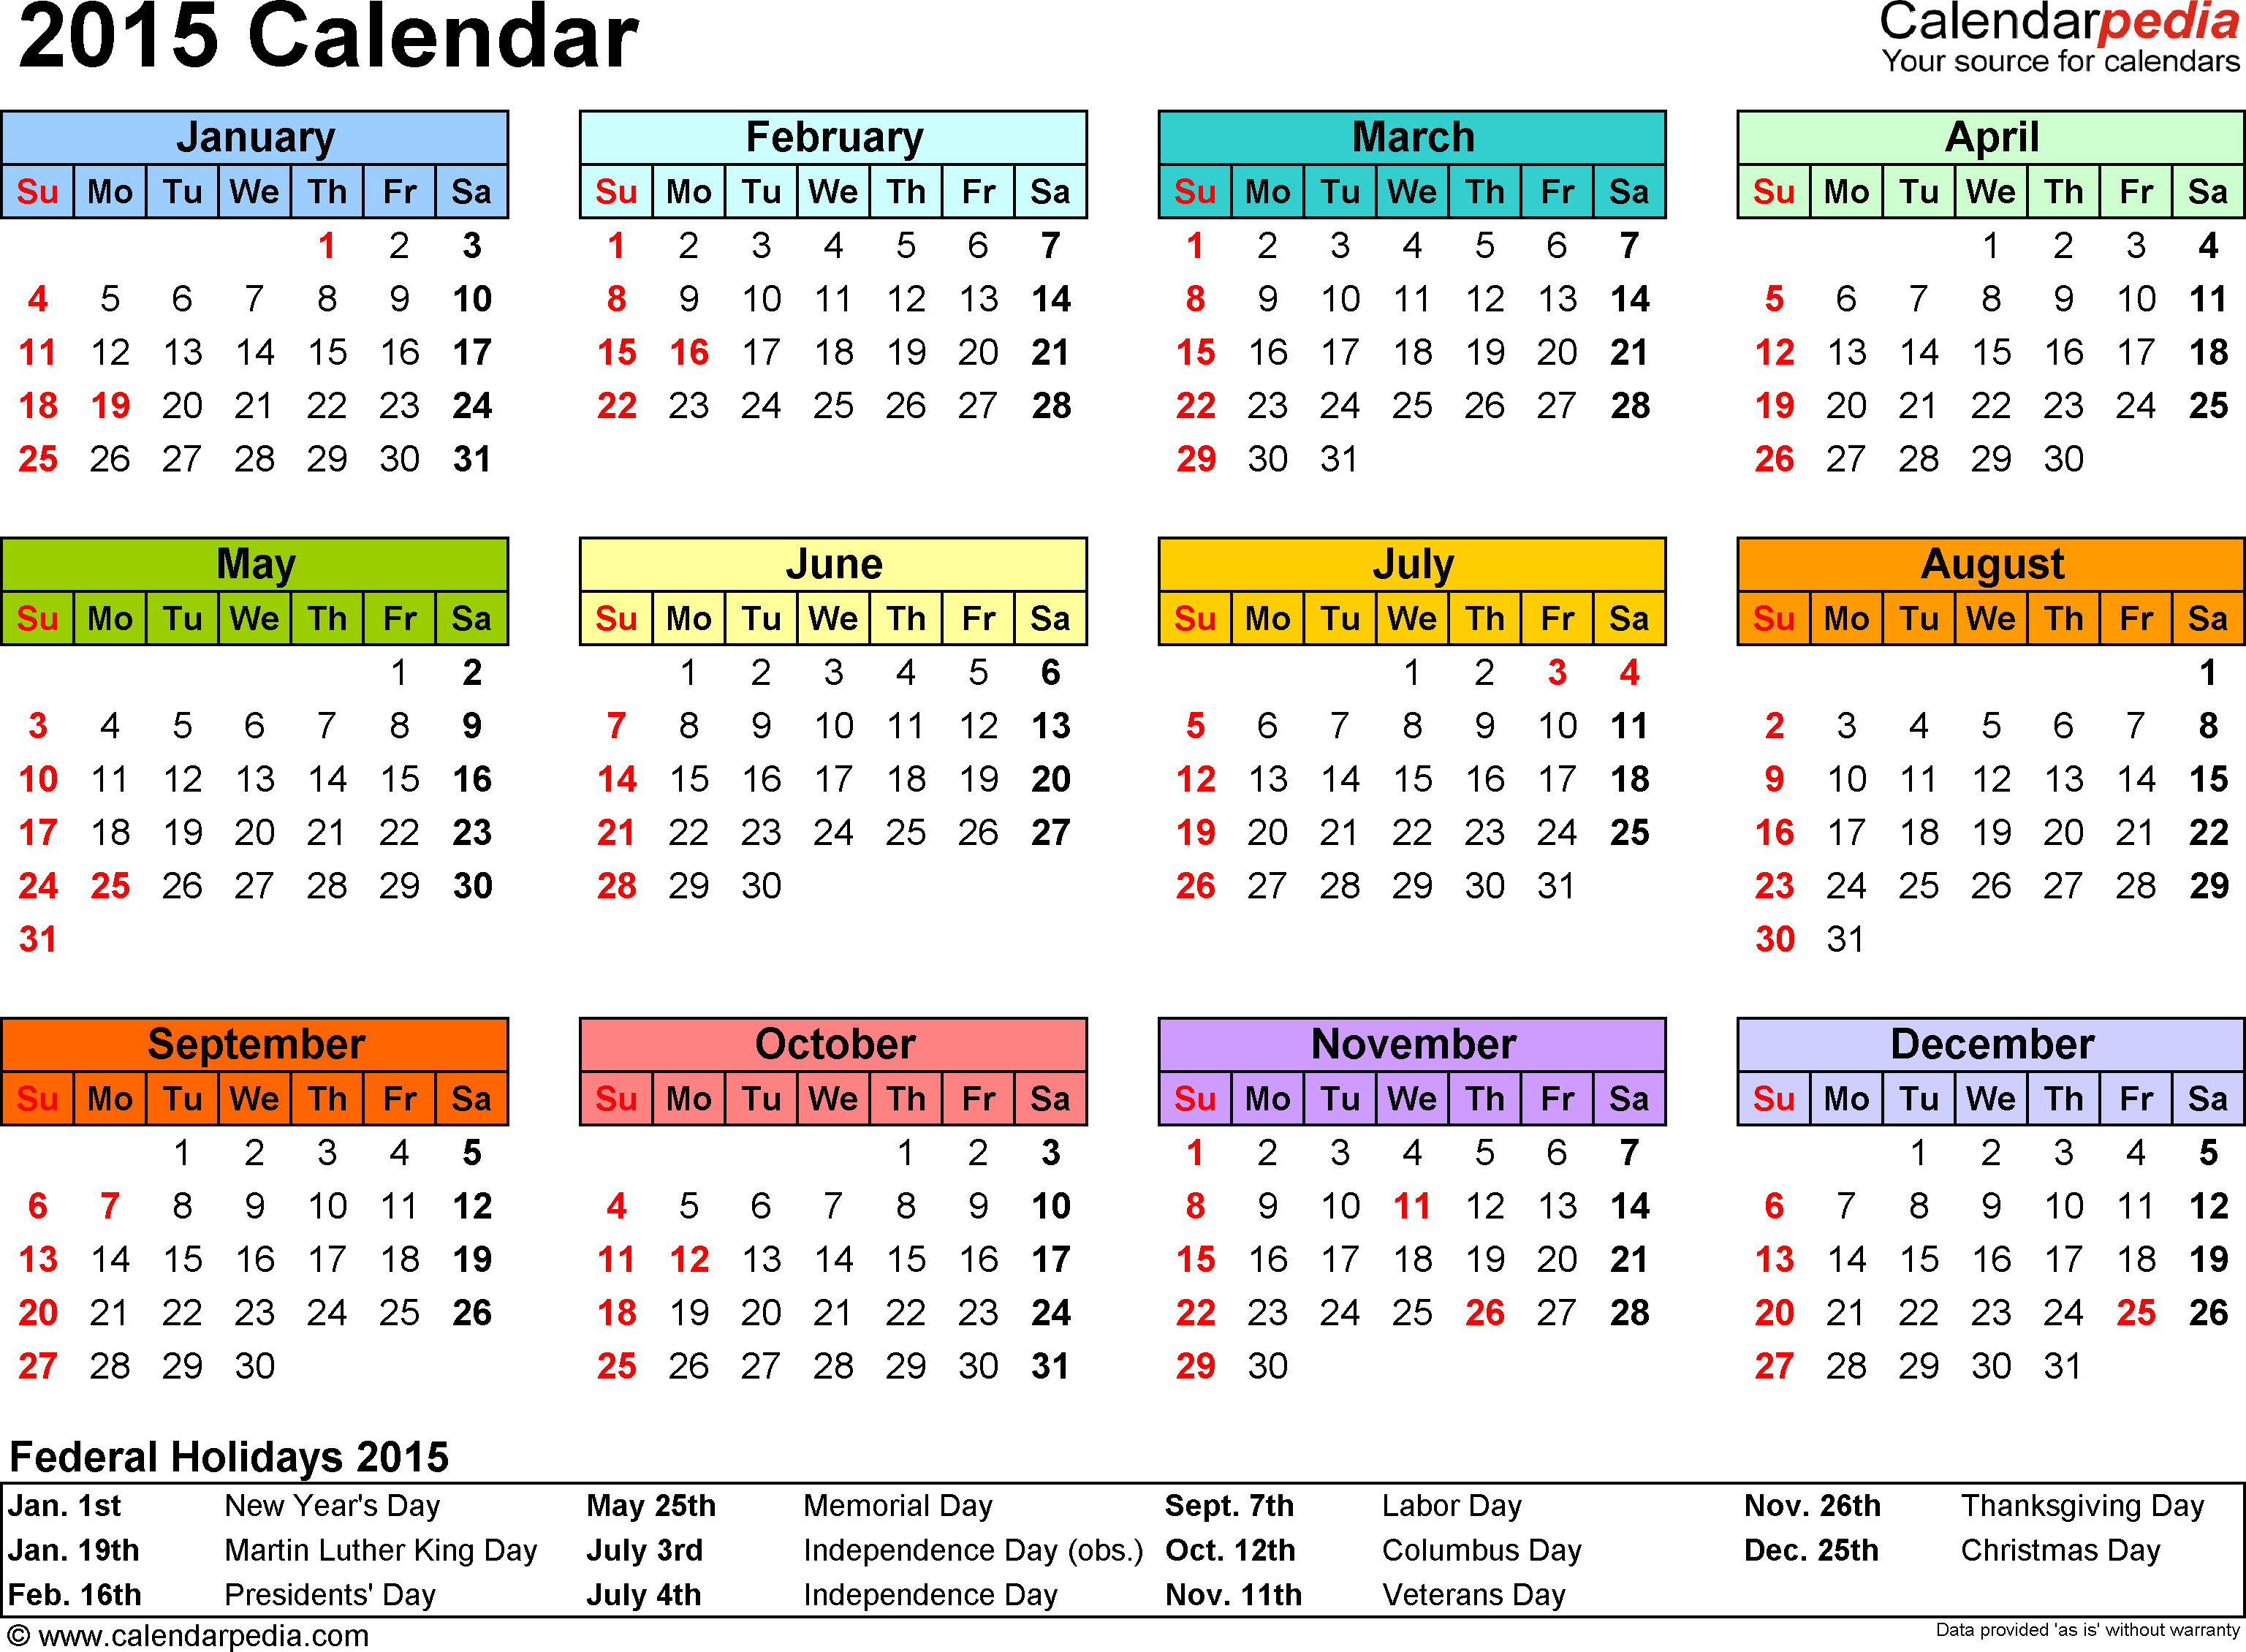 2015 Calendar
Calendarpedia
Your source for calendars
January February March April
Su Mo Tu We Th Fr Sa Su Mo Tu We Th Fr Sa Su Mo Tu We Th Fr Sa Su Mo Tu We Th Fr Sa
1 2 3 1 2 3 4 5 6 7 1 2 3 4 5 6 7 1 2 3 4
4 5 6 7 8 9 10 8 9 10 11 12 13 14 8 9 10 11 12 13 14 5 6 7 8 9 10 11
11 12 13 14 15 16 17 15 16 17 18 19 20 21 15 16 17 18 19 20 21 12 13 14 15 16 17 18
18 19 20 21 22 23 24 22 23 24 25 26 27 28 22 23 24 25 26 27 28 19 20 21 22 23 24 25
25 26 27 28 29 30 31 29 30 31 26 27 28 29 30
May June July August
Su Mo Tu We Th Fr Sa Su Mo Tu We Th Fr Sa Su Mo Tu We Th Fr Sa Su Mo Tu We Th Fr Sa
1 2 1 2 3 4 5 6 1 2 3 4 1
3 4 5 6 7 8 9 7 8 9 10 11 12 13 5 6 7 8 9 10 11 2 3 4 5 6 7 8
10 11 12 13 14 15 16 14 15 16 17 18 19 20 12 13 14 15 16 17 18 9 10 11 12 13 14 15
17 18 19 20 21 22 23 21 22 23 24 25 26 27 19 20 21 22 23 24 25 16 17 18 19 20 21 22
24 25 26 27 28 29 30 28 29 30 26 27 28 29 30 31 23 24 25 26 27 28 29
31 30 31
September October November December
Su Mo Tu We Th Fr Sa Su Mo Tu We Th Fr Sa Su Mo Tu We Th Fr Sa Su Mo Tu We Th Fr Sa
1 2 3 4 5 1 2 3 1 2 3 4 5 6 7 1 2 3 4 5
6 7 8 9 10 11 12 4 5 6 7 8 9 10 8 9 10 11 12 13 14 6 7 8 9 10 11 12
13 14 15 16 17 18 19 11 12 13 14 15 16 17 15 16 17 18 19 20 21 13 14 15 16 17 18 19
20 21 22 23 24 25 26 18 19 20 21 22 23 24 22 23 24 25 26 27 28 20 21 22 23 24 25 26
27 28 29 30 25 26 27 28 29 30 31 29 30 27 28 29 30 31
Federal Holidays 2015
Jan. 1st New Year's Day May 25th Memorial Day Sept. 7th Labor Day Nov. 26th Thanksgiving Day
Jan. 19th Martin Luther King Day July 3rd Independence Day (obs.) Oct. 12th Columbus Day Dec. 25th Christmas Day
Feb. 16th Presidents' Day July 4th Independence Day Nov. 11th Veterans Day
© www.calendarpedia.com Data provided 'as is' without warranty